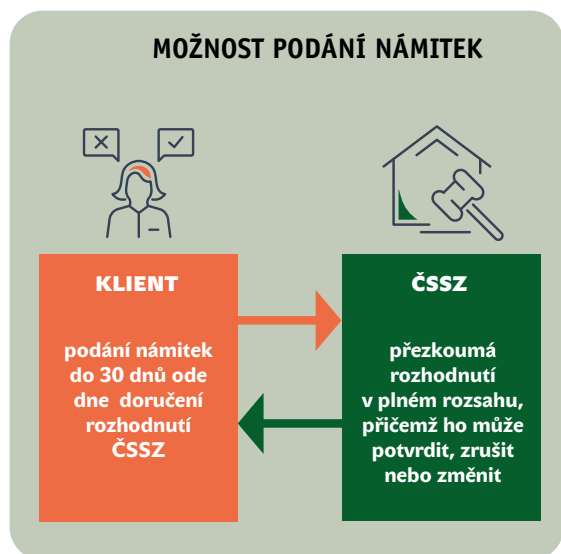 MOŽNOST PODÁNÍ NÁMITEK
KLIENT
podání námitek
do 30 dnů ode
dne doručení
rozhodnutí
ČSSZ
ČSSZ
přezkoumá
rozhodnutí
v plném rozsahu,
přičemž ho může
potvrdit, zrušit
nebo změnit